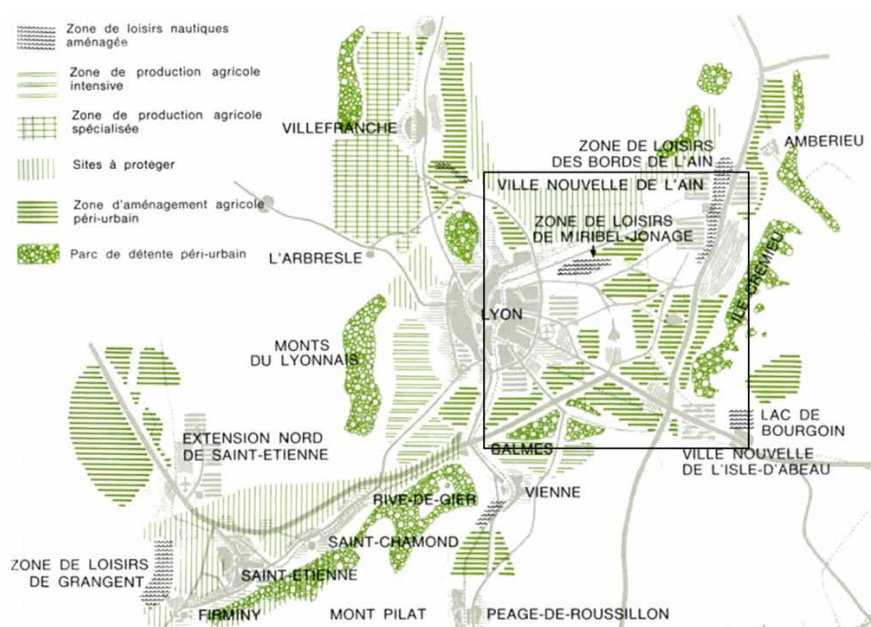 Zone de loisirs nautiques
aménagée
Zone de production agricole
intensive
Zone de production agricole
spécialisée
Sites à protéger
Zone d'aménagement agricole
péri-urbain
Parc de détente péri-urbain
VILLEFRANCHE
ZONE DE LOISIRS
DES BORDS DE L'AIN
AMBERIEU
VILLE NOUVELLE DE L'AIN
ZONE DE LOISIRS
DE MIRIBEL-JONAGE
L'ARBRESLE
ILE CREMIEU
LYON
MONTS
DU LYONNAIS
LAC DE
BOURGOIN
EXTENSION NORD
DE SAINT-ETIENNE
BALMES
VILLE NOUVELLE
DE L'ISLE-D'ABEAU
RIVE-DE-GIER
VIENNE
SAINT-CHAMOND
ZONE DE LOISIRS
DE GRANGENT
SAINT-ETIENNE
FIRMINY
MONT PILAT
PEAGE-DE-ROUSSILLON